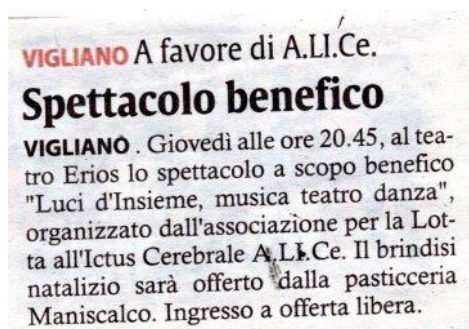 VIGLIANO A favore di A.LI.Ce.
Spettacolo benefico
VIGLIANO . Giovedì alle ore 20.45, al tea-
tro Erios lo spettacolo a scopo benefico
"Luci d'Insieme, musica teatro danza",
organizzato dall'associazione per la Lot-
ta all'Ictus Cerebrale A.LI.Ce. Il brindisi
natalizio sarà offerto dalla pasticceria
Maniscalco. Ingresso a offerta libera.